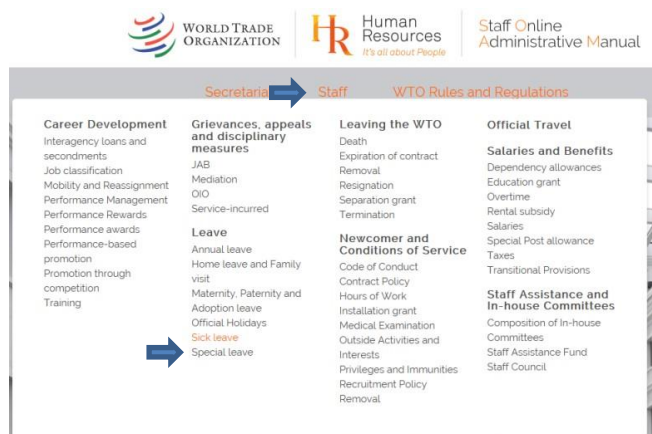 WORLD TRADE
ORGANIZATION
HR
Human
Resources
It's all about People
Staff Online
Administrative Manual
Secretaria
Staff
WTO Rules and Regulations
Career Development
Interagency loans and
secondments
Job classification
Mobility and Reassignment
Performance Management
Performance Rewards
Performance awards
Performance-based
promotion
Promotion through
competition
Training
Grievances, appeals
and disciplinary
measures
JAB
Mediation
OIO
Service-incurred
Leave
Annual leave
Home leave and Family
visit
Maternity, Paternity and
Adoption leave
Official Holidays
Sick leave
Special leave
Leaving the WTO
Death
Expiration of contract
Removal
Resignation
Separation grant
Termination
Newcomer and
Conditions of Service
Code of Conduct
Contract Policy
Hours of Work
Installation grant
Medical Examination
Outside Activities and
Interests
Privileges and Immunities
Recruitment Policy
Removal
Official Travel
Salaries and Benefits
Dependency allowances
Education grant
Overtime
Rental subsidy
Salaries
Special Post allowance
Taxes
Transitional Provisions
Staff Assistance and
In-house Committees
Composition of In-house
Committees
Staff Assistance Fund
Staff Council